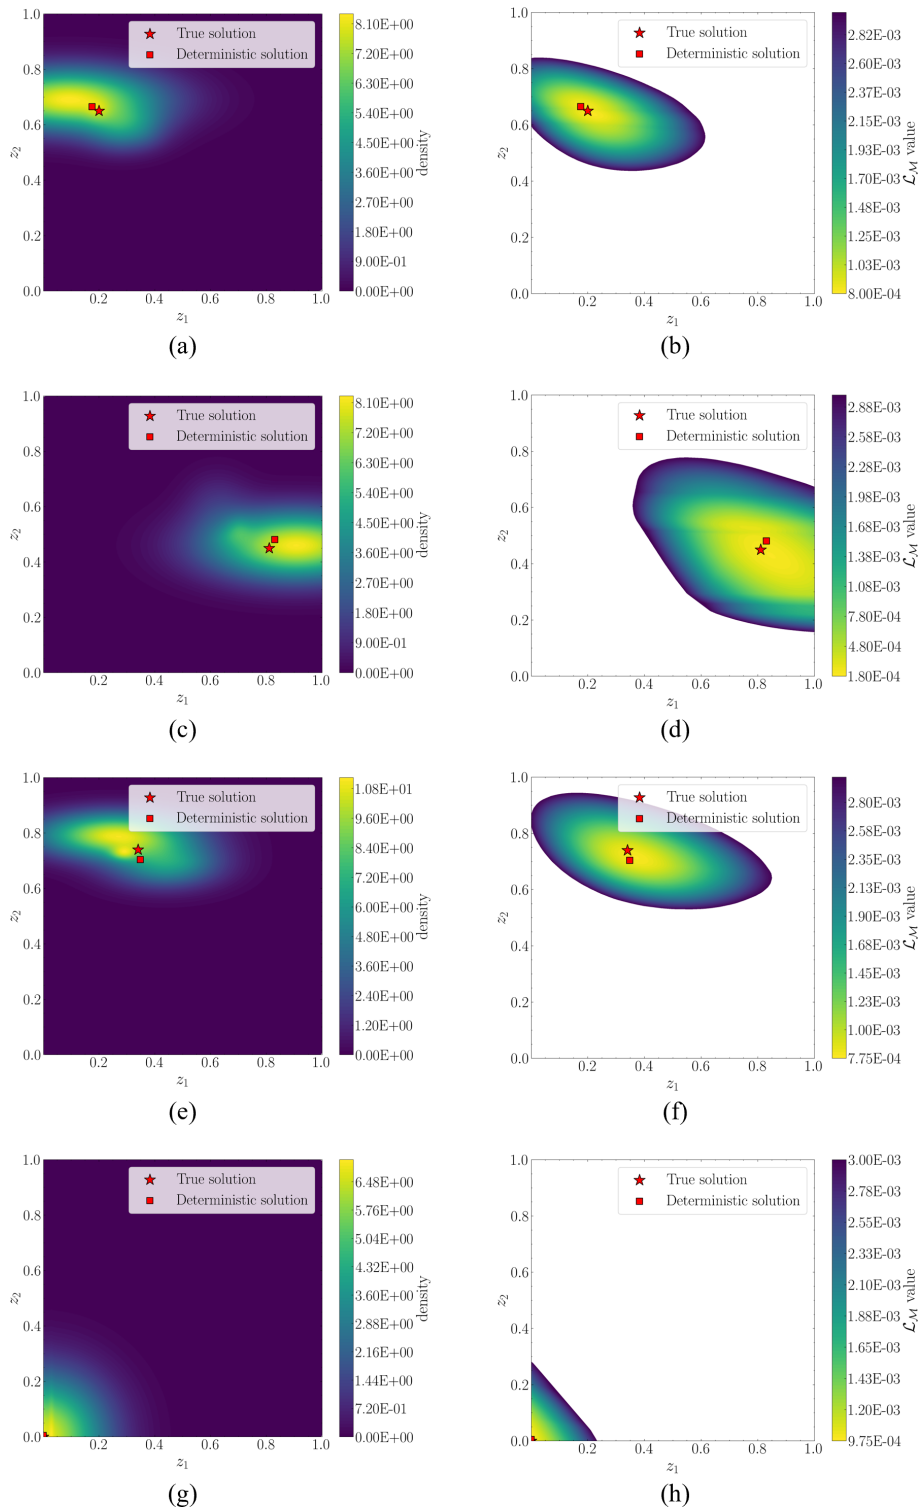 1.0
0.8
0.6
0.4
0.2
0.0
0.2
0.4
0.6
0.8
1.0
z₂
z₁
True solution
Deterministic solution
8.10E+00
7.20E+00
6.30E+00
5.40E+00
4.50E+00
3.60E+00
2.70E+00
1.80E+00
9.00E-01
0.00E+00
density
(a)
1.0
0.8
0.6
0.4
0.2
0.0
0.2
0.4
0.6
0.8
1.0
z₂
z₁
True solution
Deterministic solution
2.82E-03
2.60E-03
2.37E-03
2.15E-03
1.93E-03
1.70E-03
1.48E-03
1.25E-03
1.03E-03
8.00E-04
ℒℳ value
(b)
1.0
0.8
0.6
0.4
0.2
0.0
0.2
0.4
0.6
0.8
1.0
z₂
z₁
True solution
Deterministic solution
8.10E+00
7.20E+00
6.30E+00
5.40E+00
4.50E+00
3.60E+00
2.70E+00
1.80E+00
9.00E-01
0.00E+00
density
(c)
1.0
0.8
0.6
0.4
0.2
0.0
0.2
0.4
0.6
0.8
1.0
z₂
z₁
True solution
Deterministic solution
2.88E-03
2.58E-03
2.28E-03
1.98E-03
1.68E-03
1.38E-03
1.08E-03
7.80E-04
4.80E-04
1.80E-04
ℒℳ value
(d)
1.0
0.8
0.6
0.4
0.2
0.0
0.2
0.4
0.6
0.8
1.0
z₂
z₁
True solution
Deterministic solution
1.08E+01
9.60E+00
8.40E+00
7.20E+00
6.00E+00
4.80E+00
3.60E+00
2.40E+00
1.20E+00
0.00E+00
density
(e)
1.0
0.8
0.6
0.4
0.2
0.0
0.2
0.4
0.6
0.8
1.0
z₂
z₁
True solution
Deterministic solution
2.80E-03
2.58E-03
2.35E-03
2.13E-03
1.90E-03
1.68E-03
1.45E-03
1.23E-03
1.00E-03
7.75E-04
ℒℳ value
(f)
1.0
0.8
0.6
0.4
0.2
0.0
0.2
0.4
0.6
0.8
1.0
z₂
z₁
True solution
Deterministic solution
6.48E+00
5.76E+00
5.04E+00
4.32E+00
3.60E+00
2.88E+00
2.16E+00
1.44E+00
7.20E-01
0.00E+00
density
(g)
1.0
0.8
0.6
0.4
0.2
0.0
0.2
0.4
0.6
0.8
1.0
z₂
z₁
True solution
Deterministic solution
3.00E-03
2.78E-03
2.55E-03
2.33E-03
2.10E-03
1.88E-03
1.65E-03
1.43E-03
1.20E-03
9.75E-04
ℒℳ value
(h)